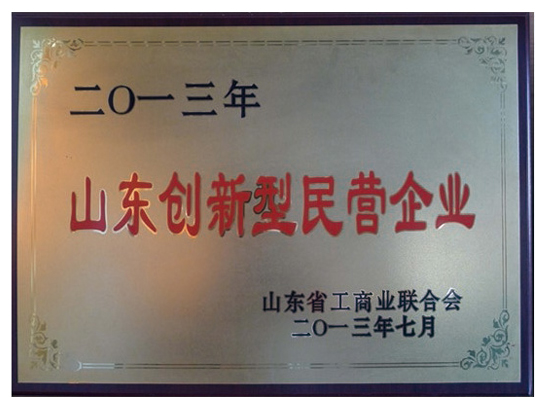 二〇一三年
山东创新型民营企业
山东省工商业联合会
二〇一三年七月